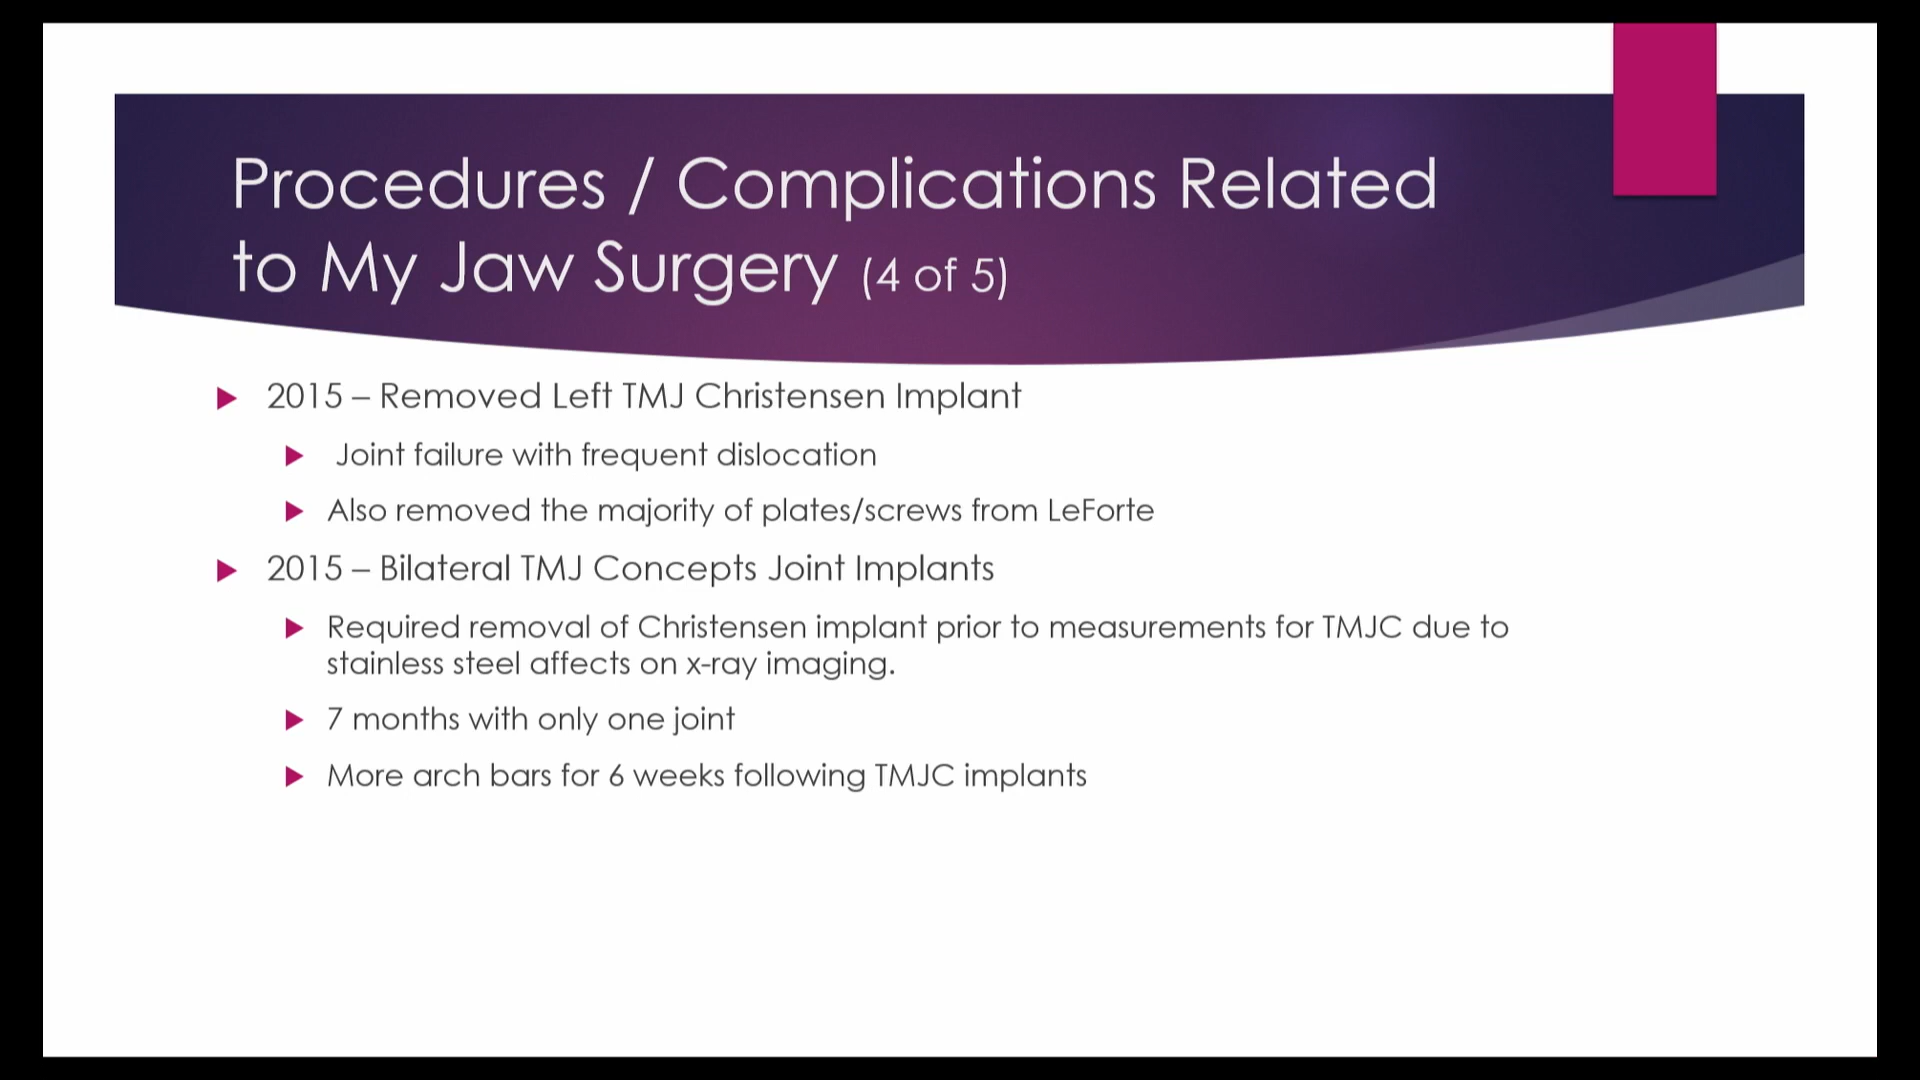 Procedures / Complications Related
to My Jaw Surgery (4 of 5)
2015 – Removed Left TMJ Christensen Implant
Joint failure with frequent dislocation
Also removed the majority of plates/screws from LeForte
2015 – Bilateral TMJ Concepts Joint Implants
Required removal of Christensen implant prior to measurements for TMJC due to
stainless steel affects on x-ray imaging.
7 months with only one joint
More arch bars for 6 weeks following TMJC implants